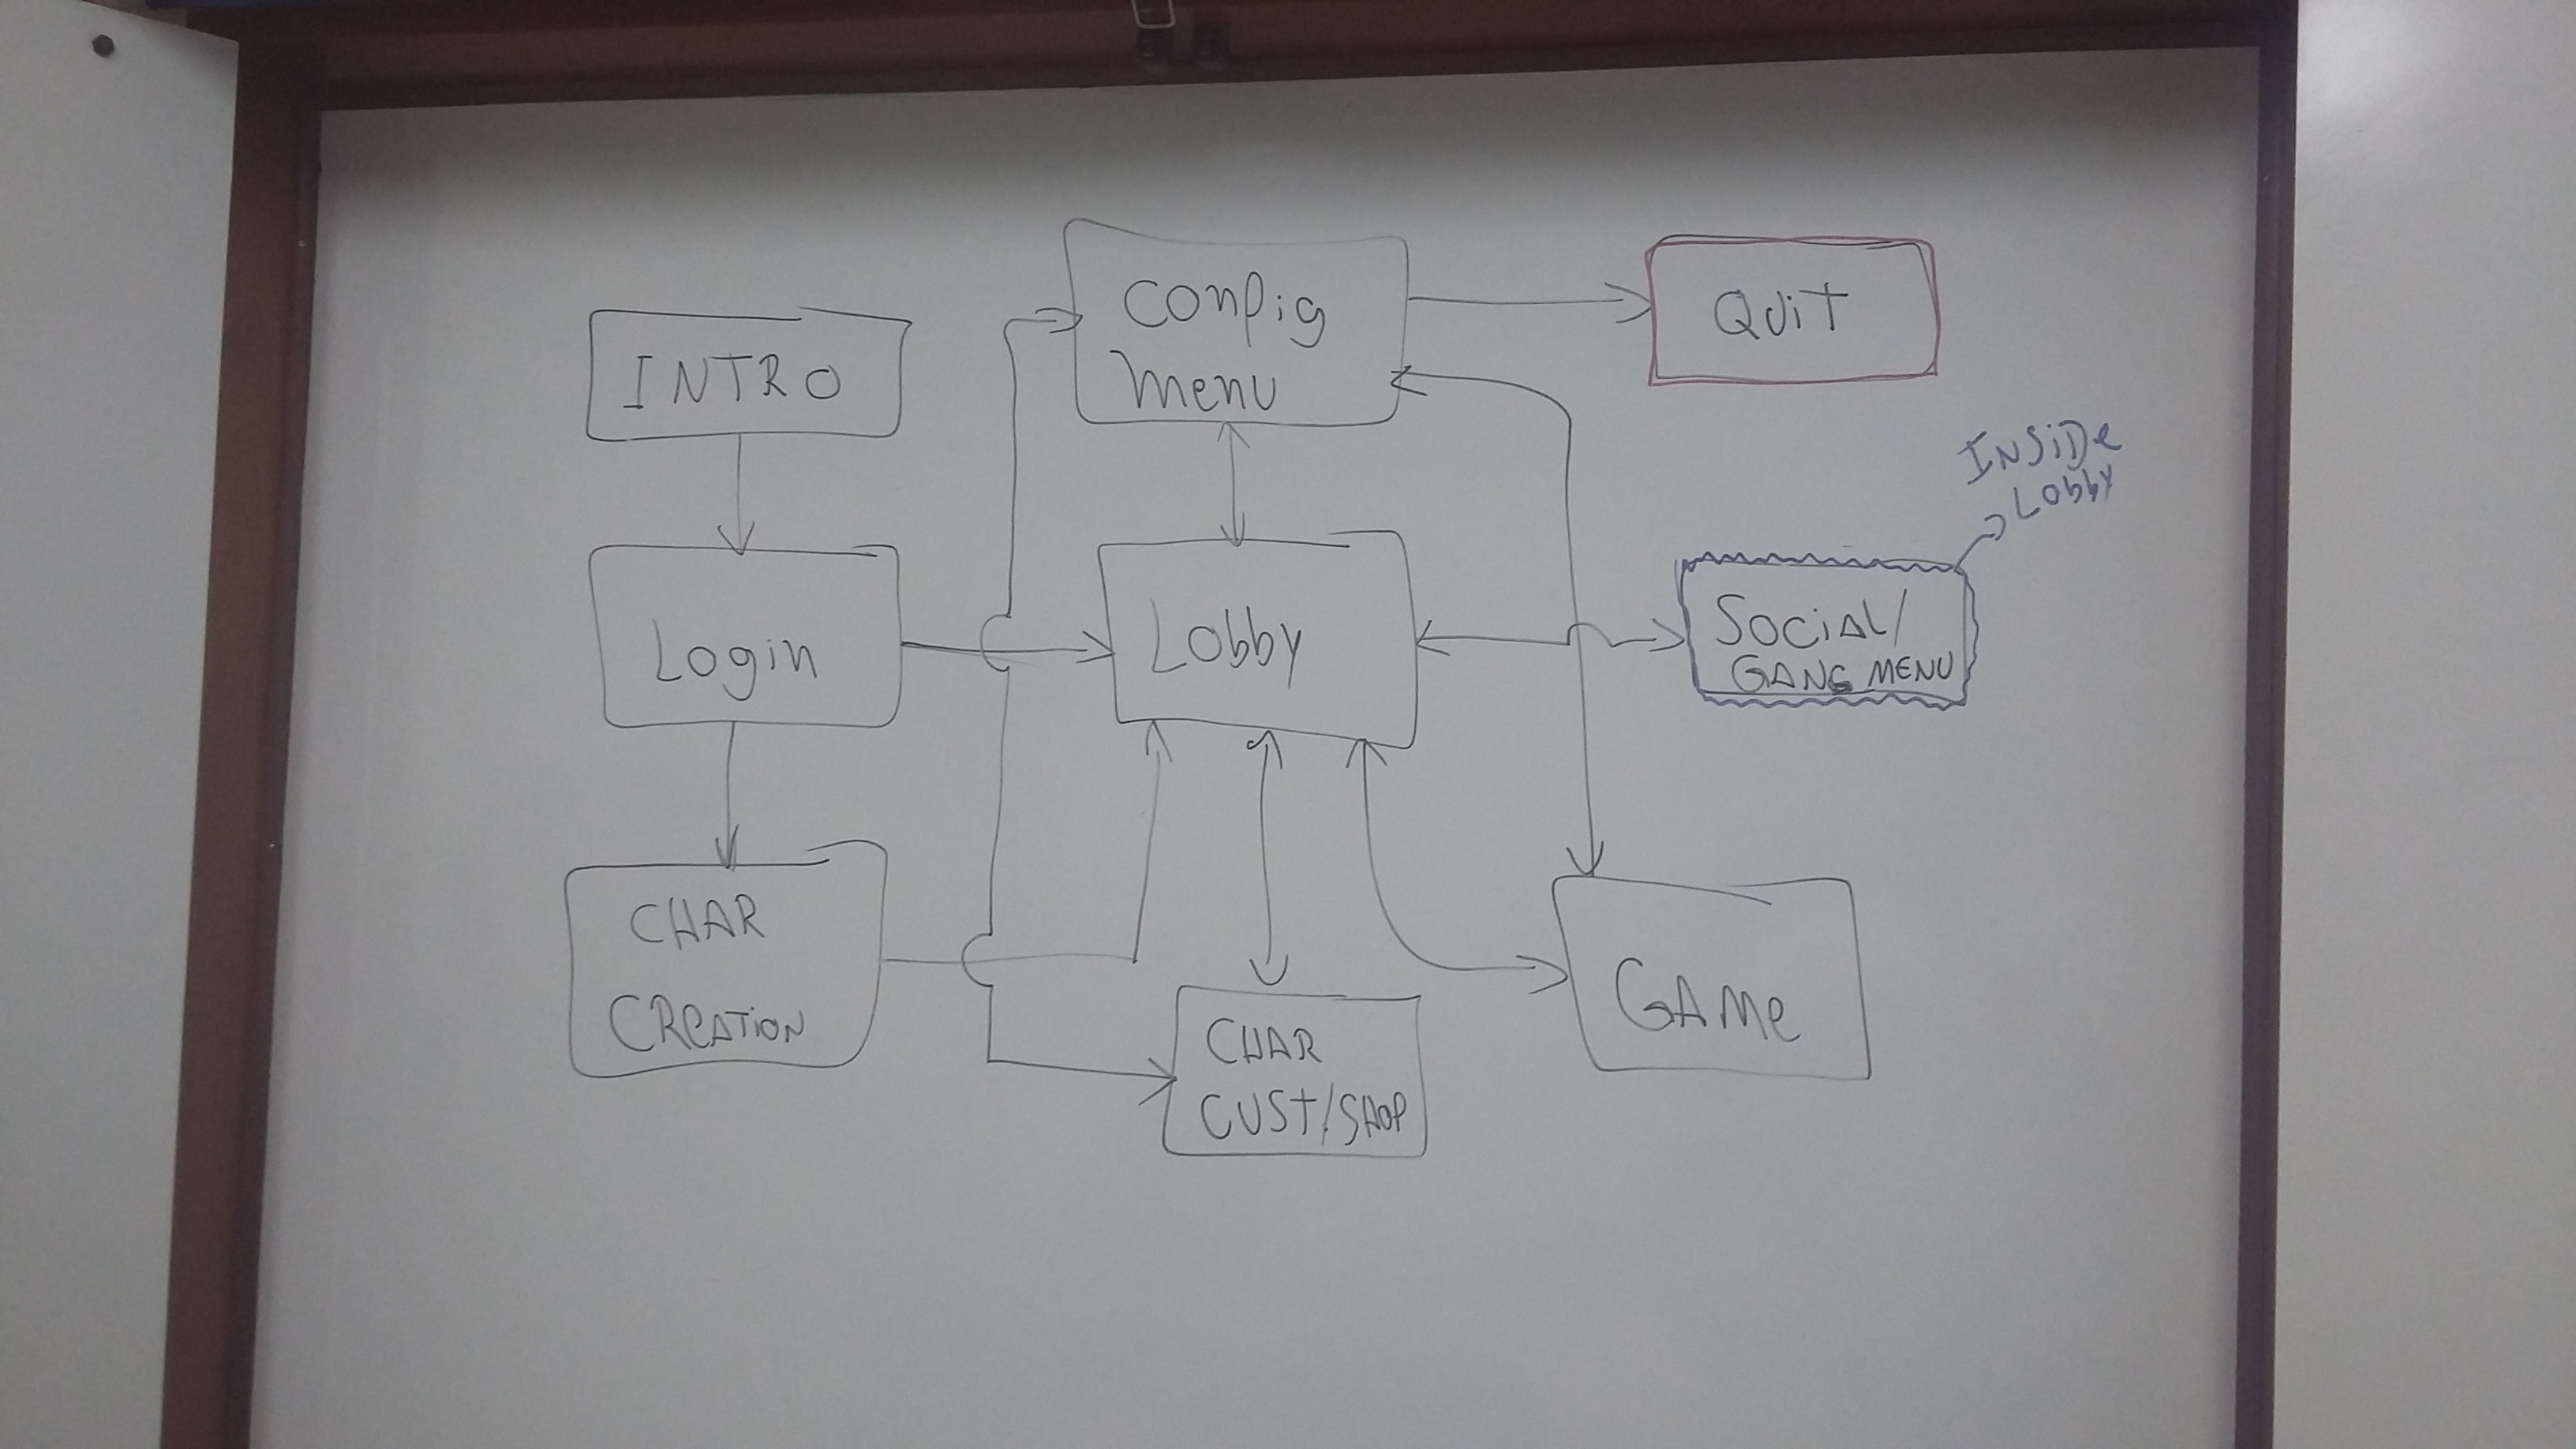 INTRO
Config
menu
QuiT
INSiDe
Lobby
Login
Lobby
SociAL/
GANG MENU
CHAR
CReATioN
CHAR
CUST/SHOP
GAMe